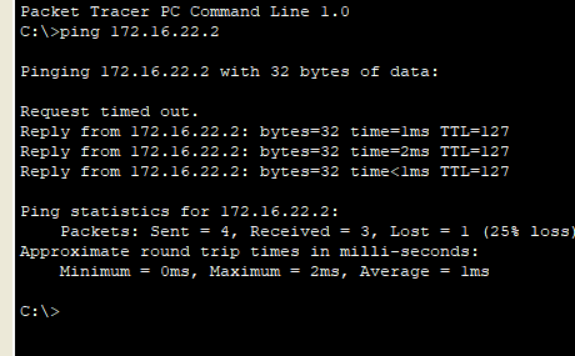 Packet Tracer PC Command Line 1.0
C:\>ping 172.16.22.2
Pinging 172.16.22.2 with 32 bytes of data:
Request timed out.
Reply from 172.16.22.2: bytes=32 time=1ms TTL=127
Reply from 172.16.22.2: bytes=32 time=2ms TTL=127
Reply from 172.16.22.2: bytes=32 time<1ms TTL=127
Ping statistics for 172.16.22.2:
Packets: Sent = 4, Received = 3, Lost = 1 (25% loss)
Approximate round trip times in milli-seconds:
Minimum = 0ms, Maximum = 2ms, Average = 1ms
C:\>